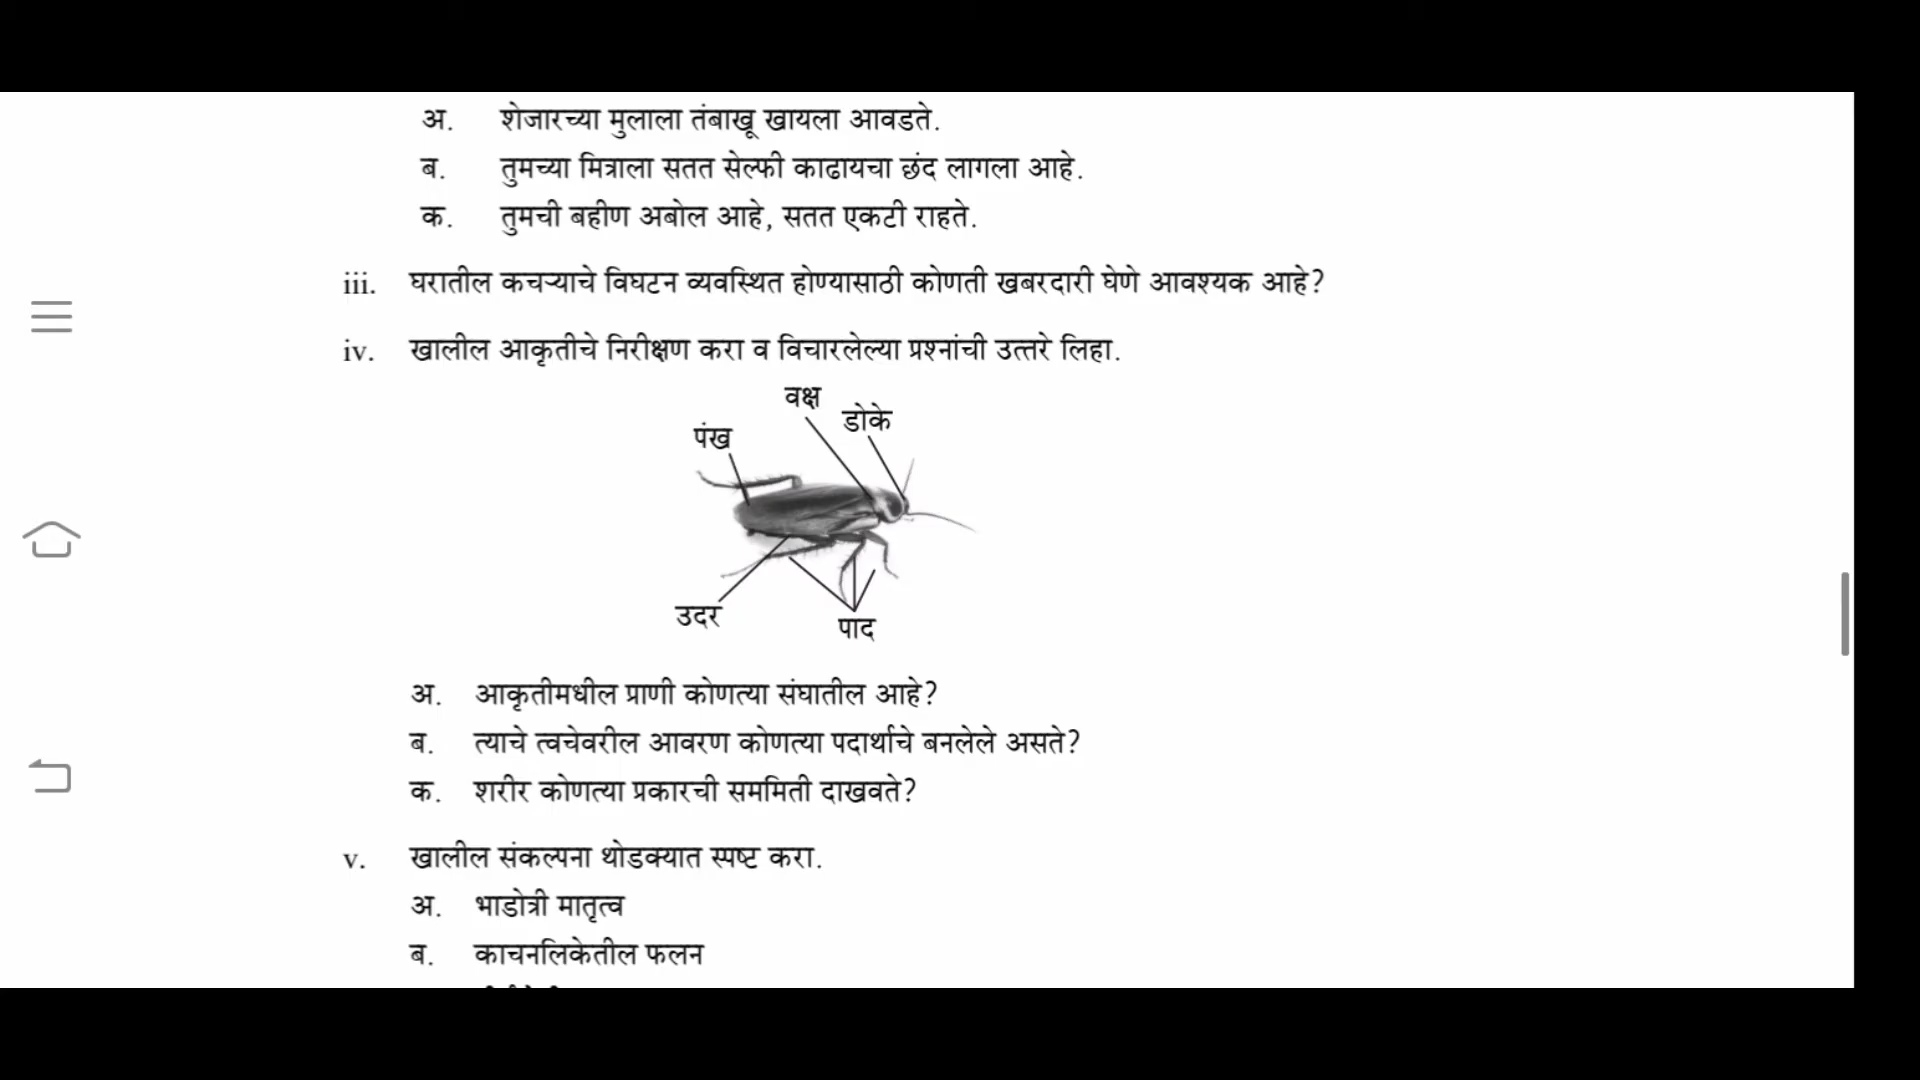 अ. शेजारच्या मुलाला तंबाखू खायला आवडते.
ब. तुमच्या मित्राला सतत सेल्फी काढायचा छंद लागला आहे.
क. तुमची बहीण अबोल आहे, सतत एकटी राहते.
iii. घरातील कचऱ्याचे विघटन व्यवस्थित होण्यासाठी कोणती खबरदारी घेणे आवश्यक आहे?
iv. खालील आकृतीचे निरीक्षण करा व विचारलेल्या प्रश्नांची उत्तरे लिहा.
वक्ष
डोके
पंख
उदर
पाद
अ. आकृतीमधील प्राणी कोणत्या संघातील आहे?
ब. त्याचे त्वचेवरील आवरण कोणत्या पदार्थाचे बनलेले असते?
क. शरीर कोणत्या प्रकारची सममिती दाखवते?
v. खालील संकल्पना थोडक्यात स्पष्ट करा.
अ. भाडोत्री मातृत्व
ब. काचनलिकेतील फलन